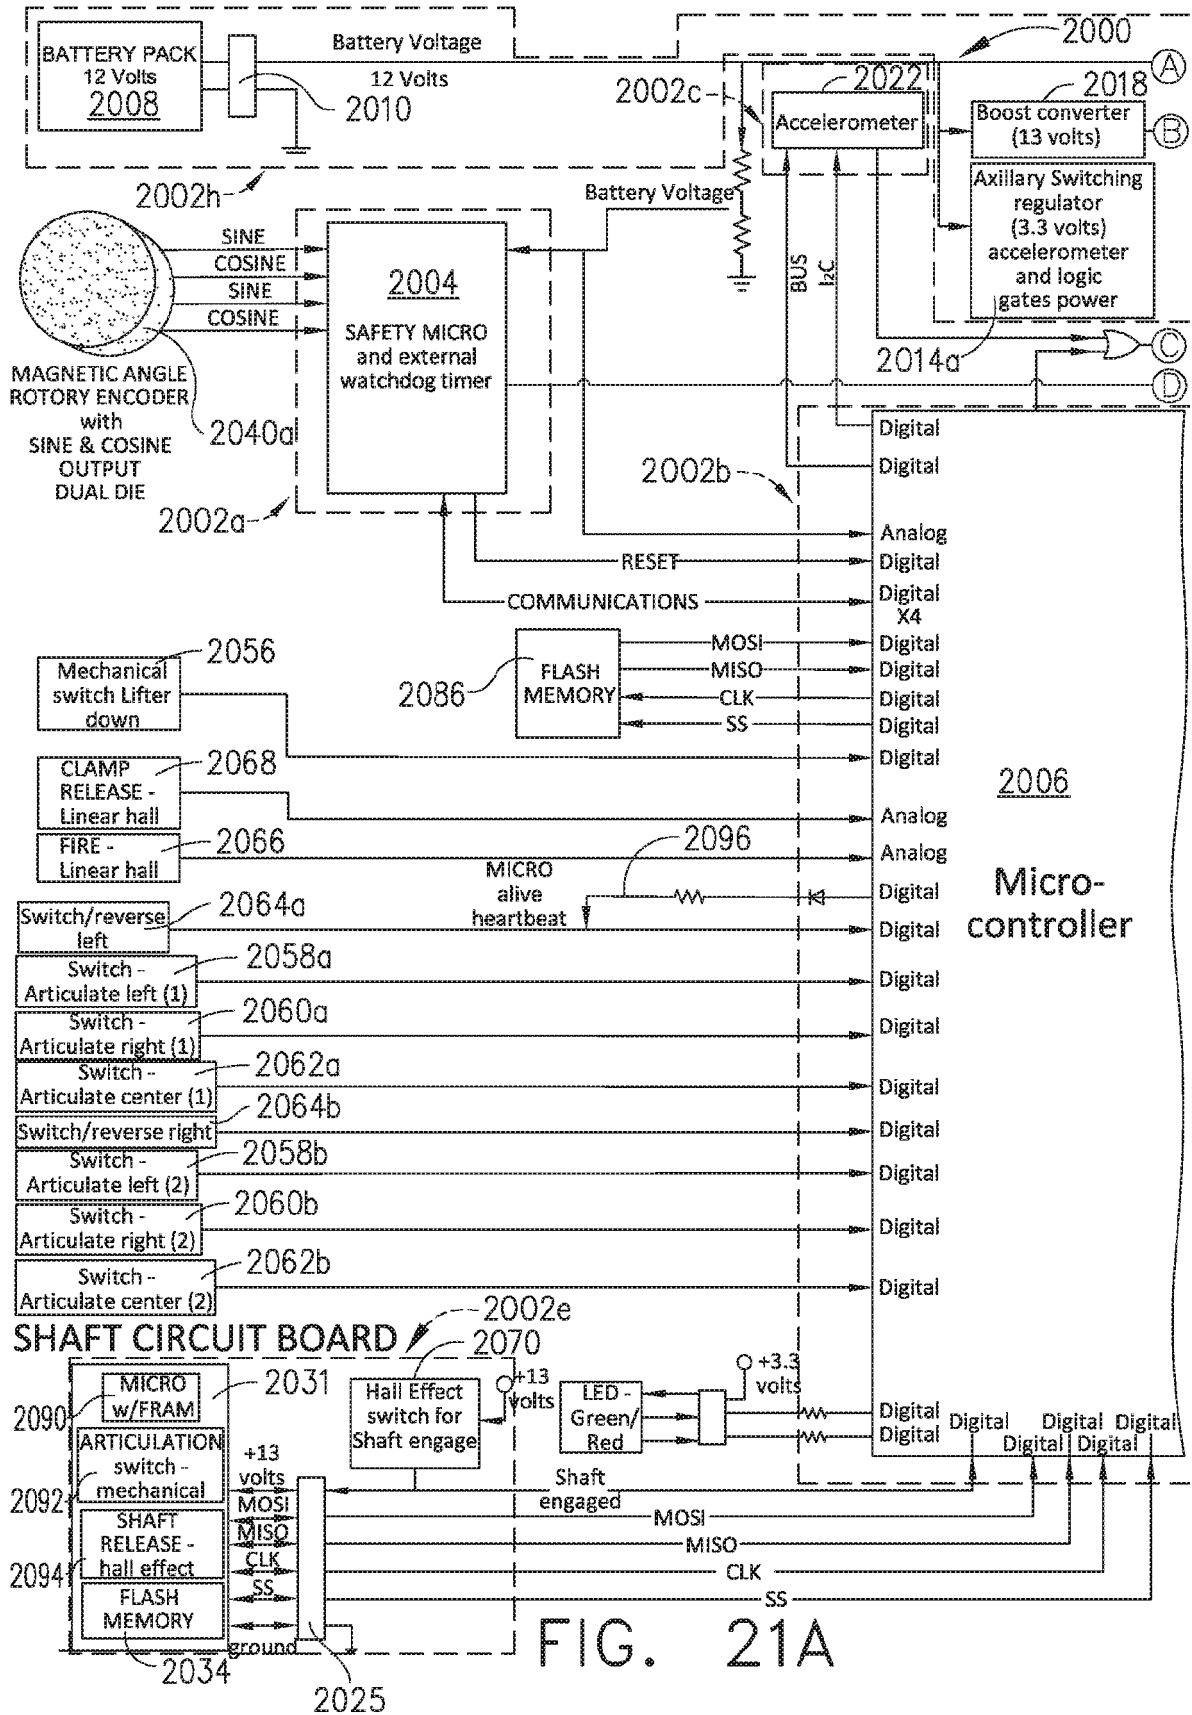 BATTERY PACK
12 Volts
2008
2010
Battery Voltage
12 Volts
2000
A
2002c
2022
Accelerometer
2018
Boost converter
(13 volts)
B
2002h
Battery Voltage
Axillary Switching
regulator
(3.3 volts)
accelerometer
and logic
gates power
2014a
C
D
BUS
I2C
SINE
COSINE
SINE
COSINE
MAGNETIC ANGLE
ROTORY ENCODER
with
SINE & COSINE
OUTPUT
DUAL DIE
2040a
2004
SAFETY MICRO
and external
watchdog timer
2002a
2002b
RESET
COMMUNICATIONS
2086
FLASH
MEMORY
MOSI
MISO
CLK
SS
Digital
Digital
Analog
Digital
Digital
X4
Digital
Digital
Digital
Digital
Digital
Analog
Analog
Digital
Digital
Digital
Digital
Digital
Digital
Digital
Digital
Digital
Digital
Digital
2006
Micro-
controller
Mechanical
switch Lifter
down
2056
CLAMP
RELEASE -
Linear hall
2068
FIRE -
Linear hall
2066
MICRO
alive
heartbeat
2096
Switch/reverse
left
2064a
Switch -
Articulate left (1)
2058a
Switch -
Articulate right (1)
2060a
Switch -
Articulate center (1)
2062a
Switch/reverse right
2064b
Switch -
Articulate left (2)
2058b
Switch -
Articulate right (2)
2060b
Switch -
Articulate center (2)
2062b
SHAFT CIRCUIT BOARD
2002e
2070
MICRO
w/FRAM
2031
2090
ARTICULATION
switch -
mechanical
2092
SHAFT
RELEASE -
hall effect
2094
FLASH
MEMORY
2034
Hall Effect
switch for
Shaft engage
+13
volts
+13
volts
MOSI
MISO
CLK
SS
ground
2025
LED -
Green/
Red
+3.3
volts
Digital
Digital
Digital
Digital
Digital
Shaft
engaged
MOSI
MISO
CLK
SS
FIG. 21A